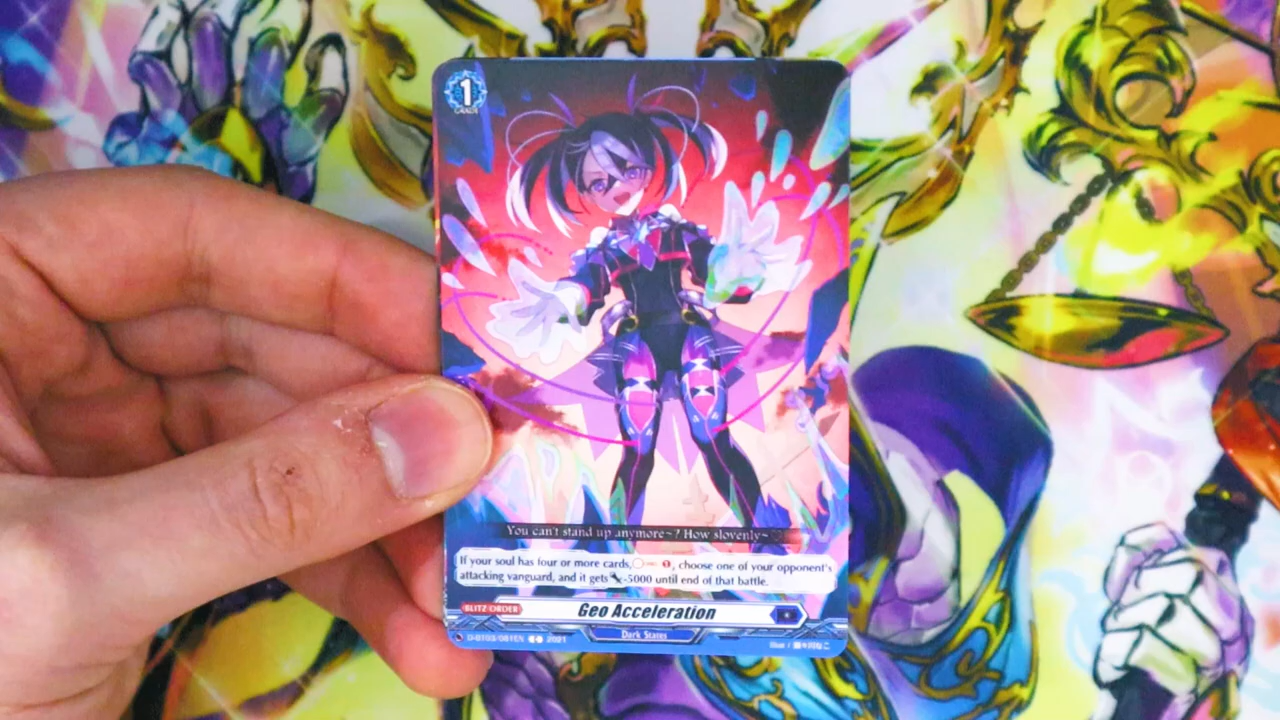 1
GRADE
You can't stand up anymore~? How slovenly~♡
If your soul has four or more cards, 1, choose one of your opponent's
attacking vanguard, and it gets -5000 until end of that battle.
BLITZ ORDER
Geo Acceleration
Dark States
D-BT03/081EN C 2021
Illust /